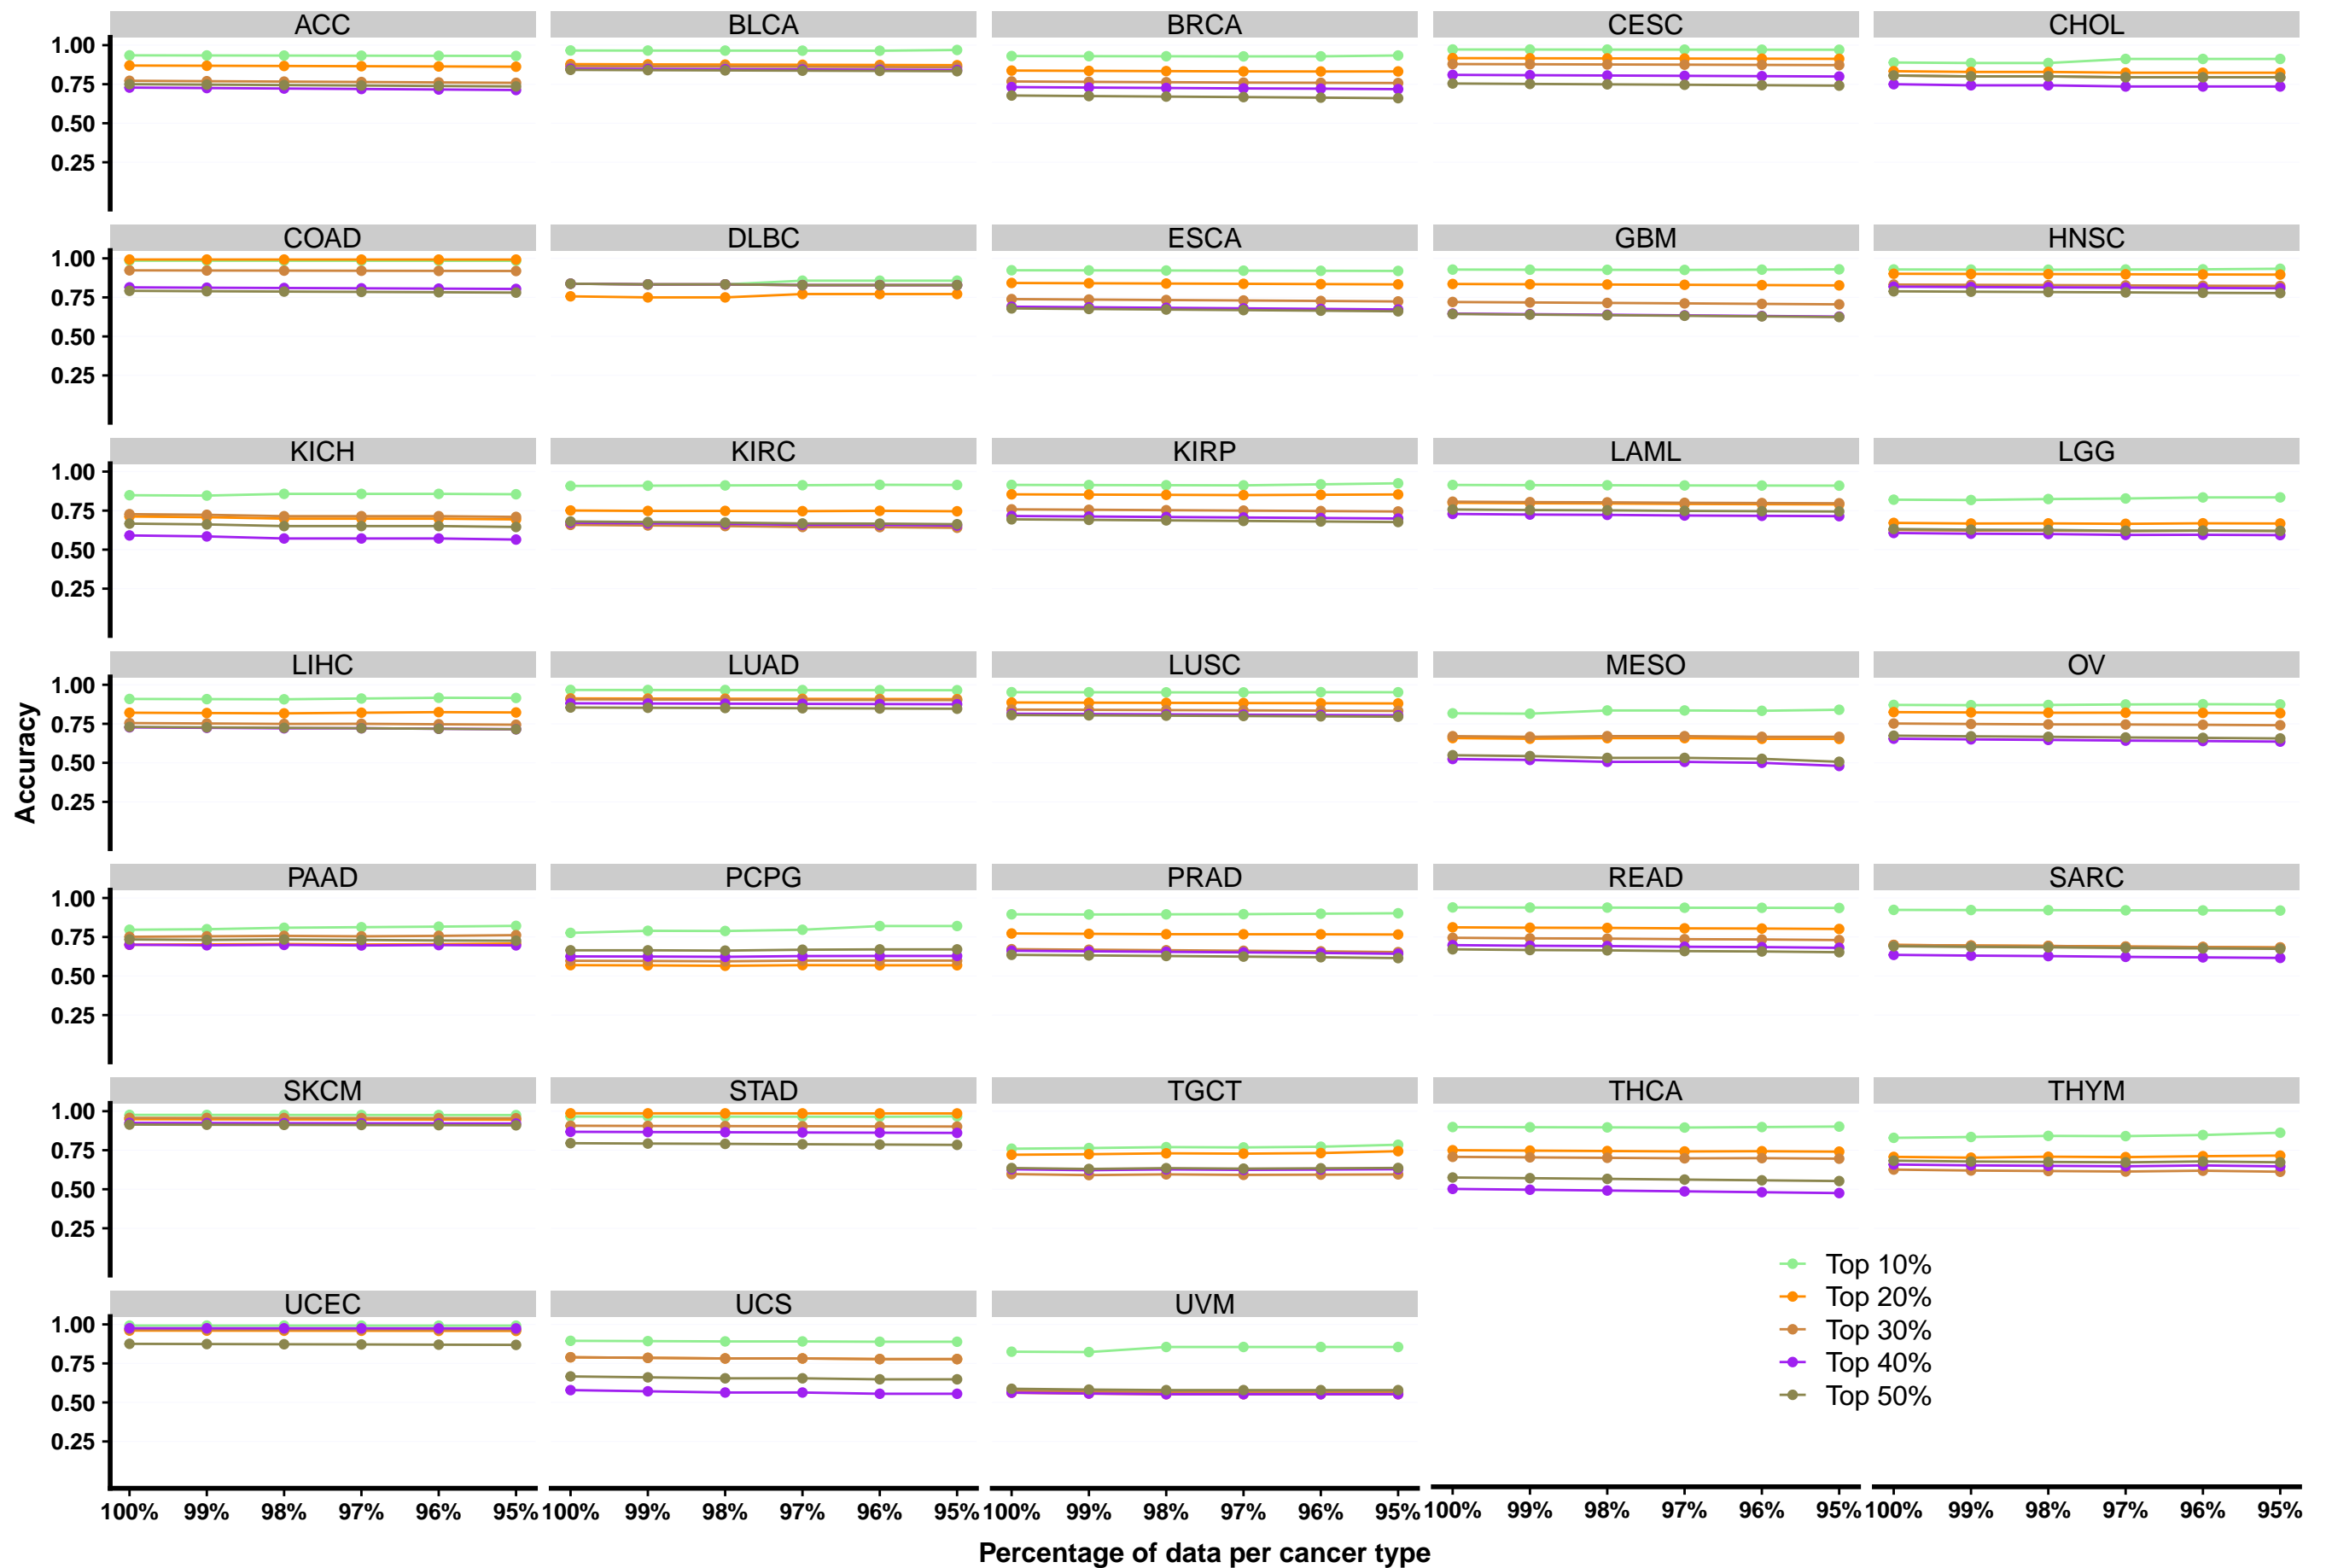 ACC BLCA BRCA CESC CHOL
1.00
0.75
0.50
0.25
COAD DLBC ESCA GBM HNSC
1.00
0.75
0.50
0.25
KICH KIRC KIRP LAML LGG
1.00
0.75
0.50
0.25
LIHC LUAD LUSC MESO OV
1.00
0.75
0.50
0.25
Accuracy
PAAD PCPG PRAD READ SARC
1.00
0.75
0.50
0.25
SKCM STAD TGCT THCA THYM
1.00
0.75
0.50
0.25
Top 10%
Top 20%
Top 30%
Top 40%
Top 50%
UCEC UCS UVM
1.00
0.75
0.50
0.25
100% 99% 98% 97% 96% 95% 100% 99% 98% 97% 96% 95% 100% 99% 98% 97% 96% 95% 100% 99% 98% 97% 96% 95% 100% 99% 98% 97% 96% 95%
Percentage of data per cancer type